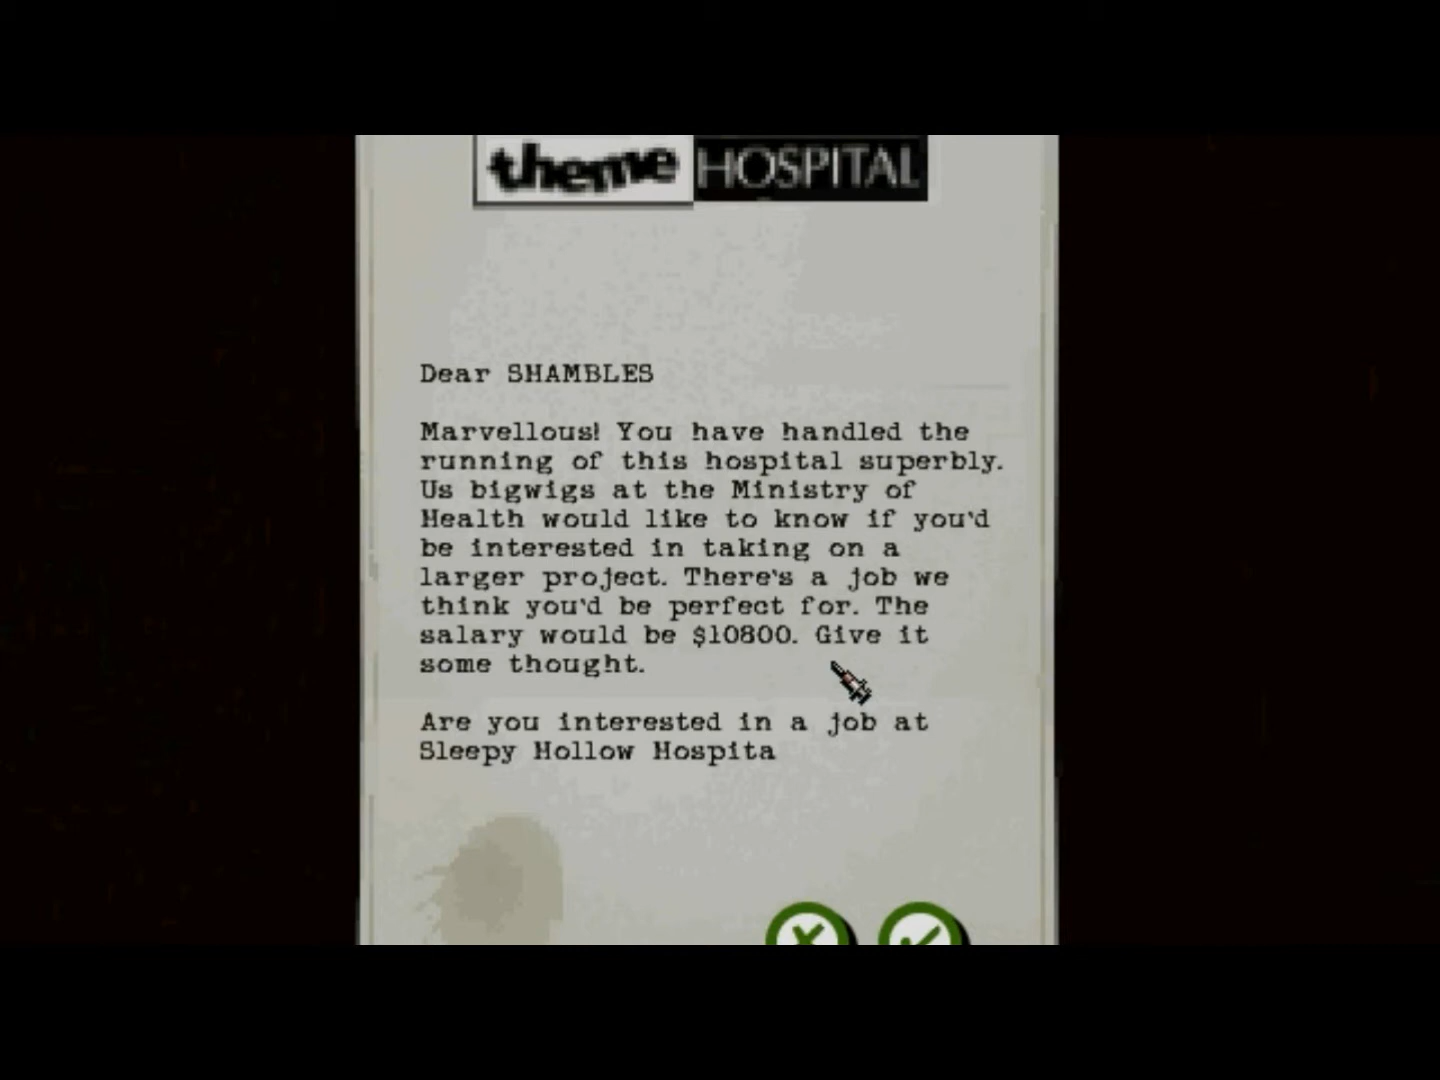 theme HOSPITAL
Dear SHAMBLES
Marvellous! You have handled the
running of this hospital superbly.
Us bigwigs at the Ministry of
Health would like to know if you'd
be interested in taking on a
larger project. There's a job we
think you'd be perfect for. The
salary would be $10800. Give it
some thought.
Are you interested in a job at
Sleepy Hollow Hospita